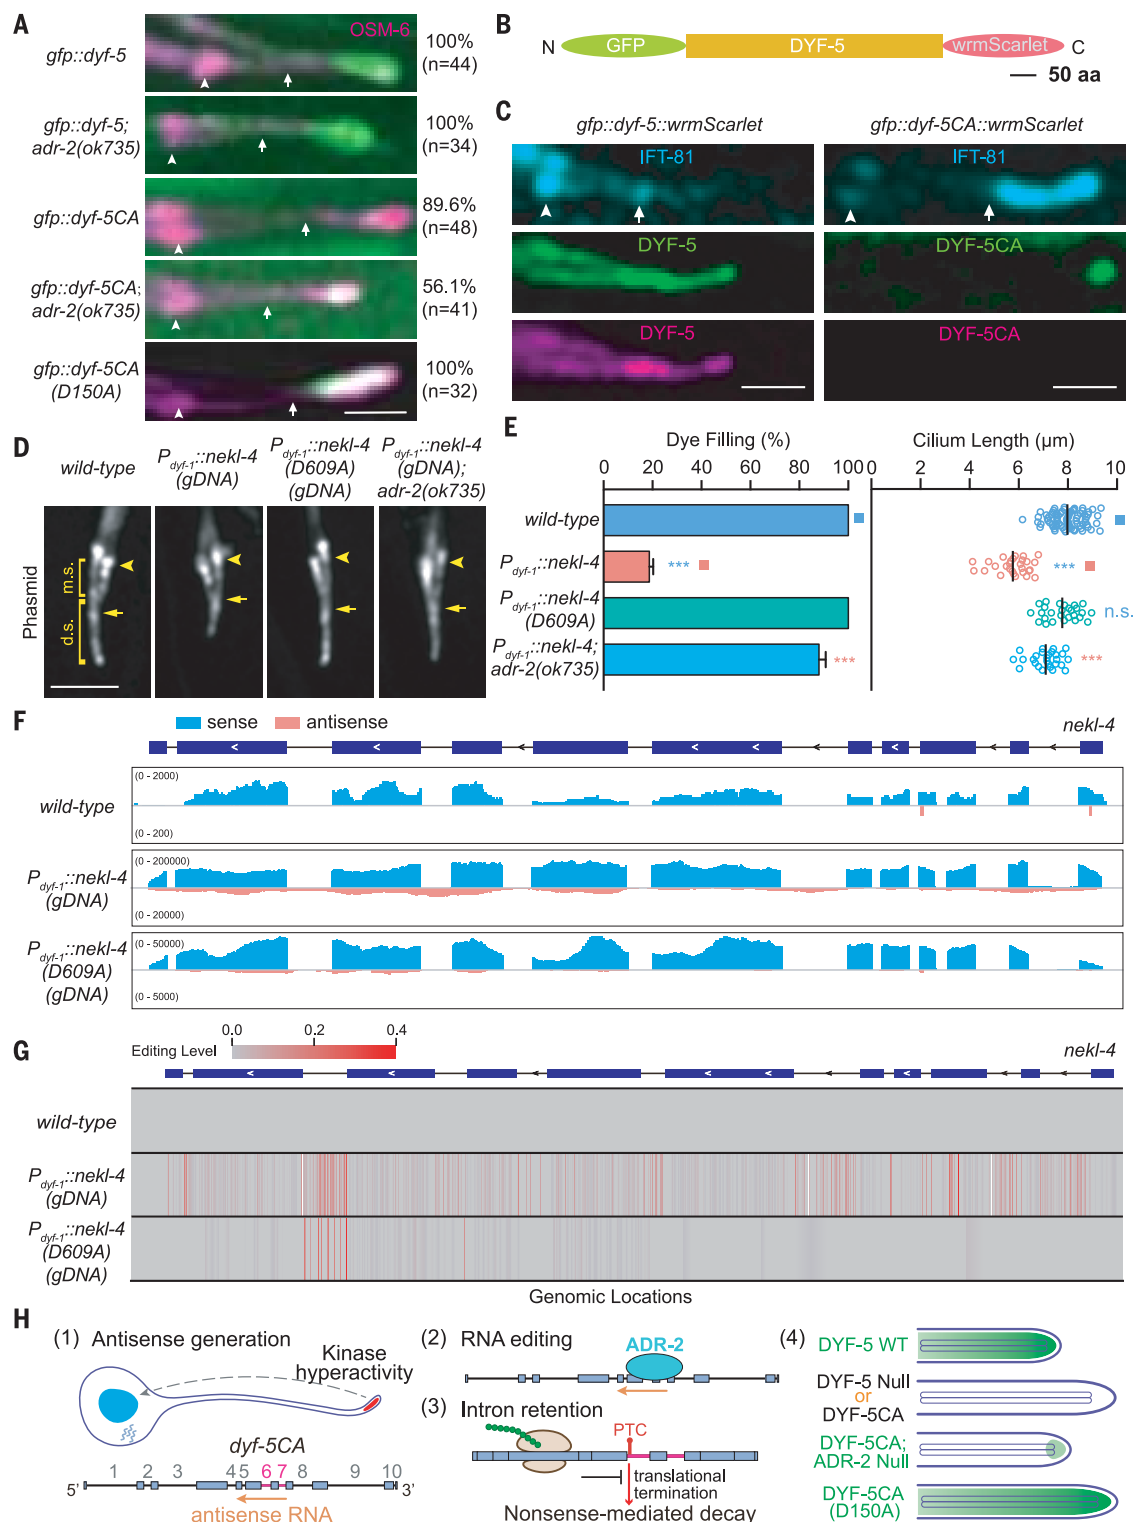 A
OSM-6
gfp::dyf-5
100%
(n=44)
gfp::dyf-5;
adr-2(ok735)
100%
(n=34)
gfp::dyf-5CA
89.6%
(n=48)
gfp::dyf-5CA;
adr-2(ok735)
56.1%
(n=41)
gfp::dyf-5CA
(D150A)
100%
(n=32)
B
N GFP DYF-5 wrmScarlet C
50 aa
C
gfp::dyf-5::wrmScarlet gfp::dyf-5CA::wrmScarlet
IFT-81 IFT-81
DYF-5 DYF-5CA
DYF-5 DYF-5CA
D
wild-type
Pdyf-1::nekl-4
(gDNA)
Pdyf-1::nekl-4
(D609A)
(gDNA)
Pdyf-1::nekl-4
(gDNA);
adr-2(ok735)
Phasmid
m.s.
d.s.
E
Dye Filling (%) Cilium Length (µm)
0 20 40 60 80 100 0 2 4 6 8 10
wild-type
Pdyf-1::nekl-4
*** ***
Pdyf-1::nekl-4
(D609A)
n.s.
Pdyf-1::nekl-4;
adr-2(ok735)
*** ***
F
sense antisense nekl-4
wild-type
(0 - 2000)
(0 - 200)
Pdyf-1::nekl-4
(gDNA)
(0 - 200000)
(0 - 20000)
Pdyf-1::nekl-4
(D609A)
(gDNA)
(0 - 50000)
(0 - 5000)
G
0.0 0.2 0.4
Editing Level
nekl-4
wild-type
Pdyf-1::nekl-4
(gDNA)
Pdyf-1::nekl-4
(D609A)
(gDNA)
Genomic Locations
H
(1) Antisense generation
Kinase
hyperactivity
dyf-5CA
1 2 3 4 5 6 7 8 9 10
5' 3'
antisense RNA
(2) RNA editing
ADR-2
(3) Intron retention
PTC
translational
termination
Nonsense-mediated decay
(4)
DYF-5 WT
DYF-5 Null
or
DYF-5CA
DYF-5CA;
ADR-2 Null
DYF-5CA
(D150A)